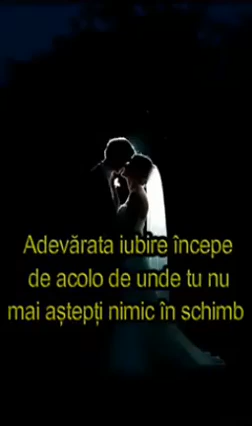 Adevărata iubire începe
de acolo de unde tu nu
mai aștepți nimic în schimb